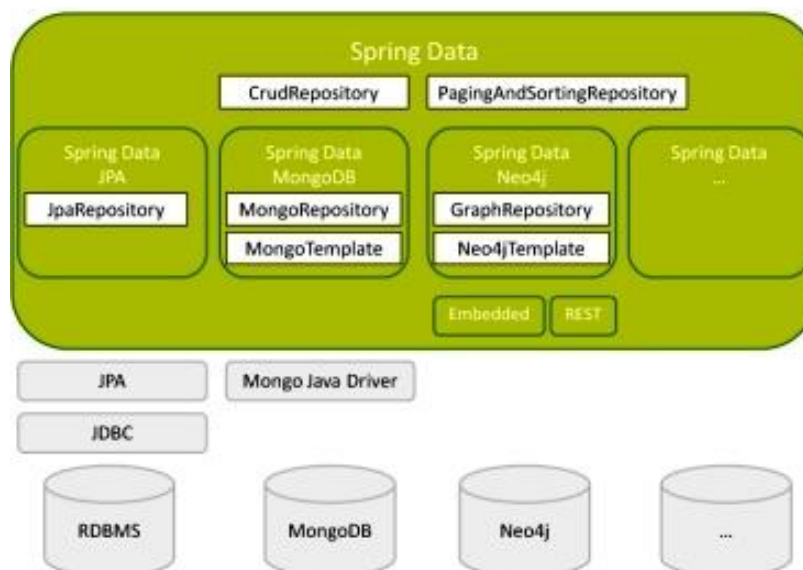 Spring Data
CrudRepository
PagingAndSortingRepository
Spring Data
JPA
JpaRepository
Spring Data
MongoDB
MongoRepository
MongoTemplate
Spring Data
Neo4j
GraphRepository
Neo4jTemplate
Spring Data
...
Embedded
REST
JPA
Mongo Java Driver
JDBC
RDBMS
MongoDB
Neo4j
...